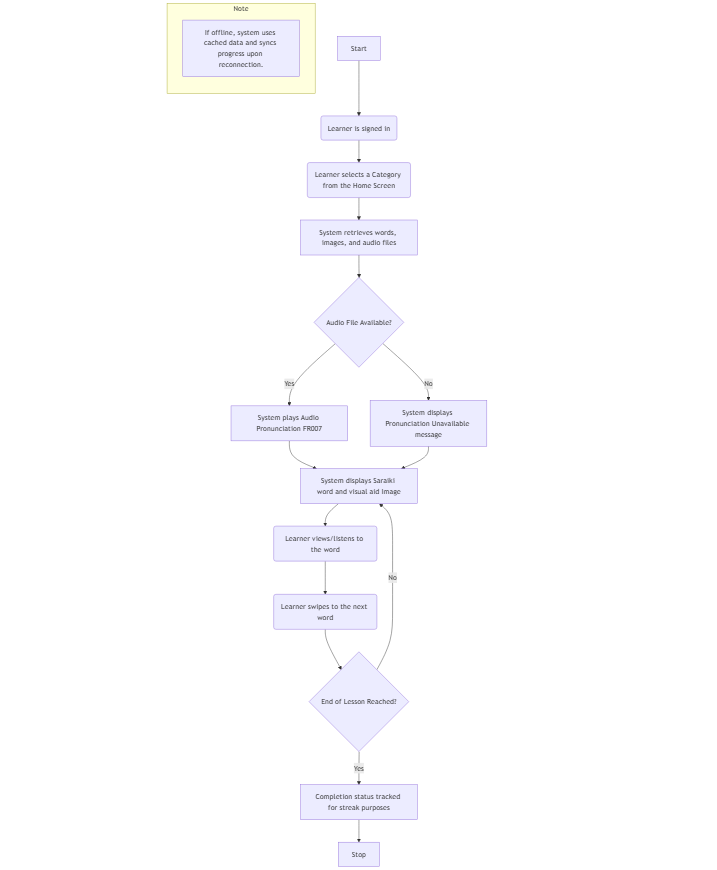 Note
If offline, system uses
cached data and syncs
progress upon
reconnection.
Start
Learner is signed in
Learner selects a Category
from the Home Screen
System retrieves words,
images, and audio files
Audio File Available?
Yes
No
System plays Audio
Pronunciation FR007
System displays
Pronunciation Unavailable
message
System displays Saraiki
word and visual aid image
Learner views/listens to
the word
No
Learner swipes to the next
word
End of Lesson Reached?
Yes
Completion status tracked
for streak purposes
Stop